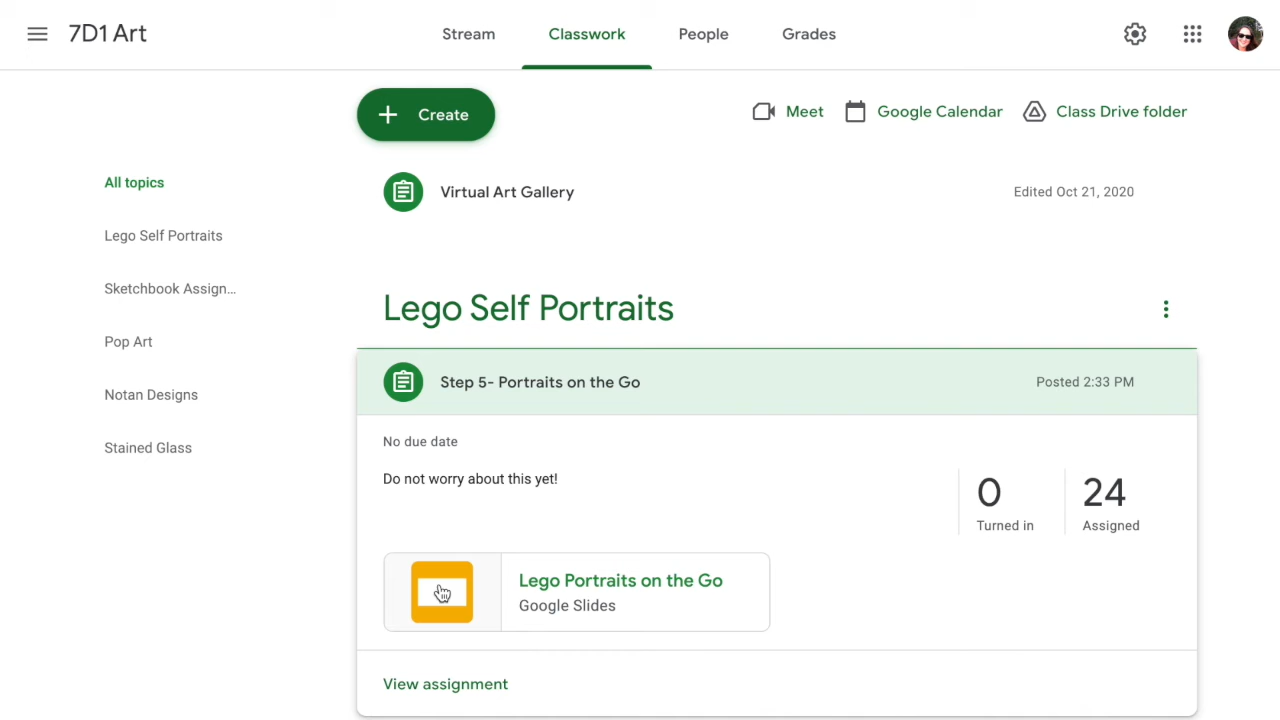 7D1 Art
Stream
Classwork
People
Grades
Create
Meet
Google Calendar
Class Drive folder
All topics
Lego Self Portraits
Sketchbook Assign...
Pop Art
Notan Designs
Stained Glass
Virtual Art Gallery
Edited Oct 21, 2020
Lego Self Portraits
Step 5- Portraits on the Go
Posted 2:33 PM
No due date
Do not worry about this yet!
0
Turned in
24
Assigned
Lego Portraits on the Go
Google Slides
View assignment